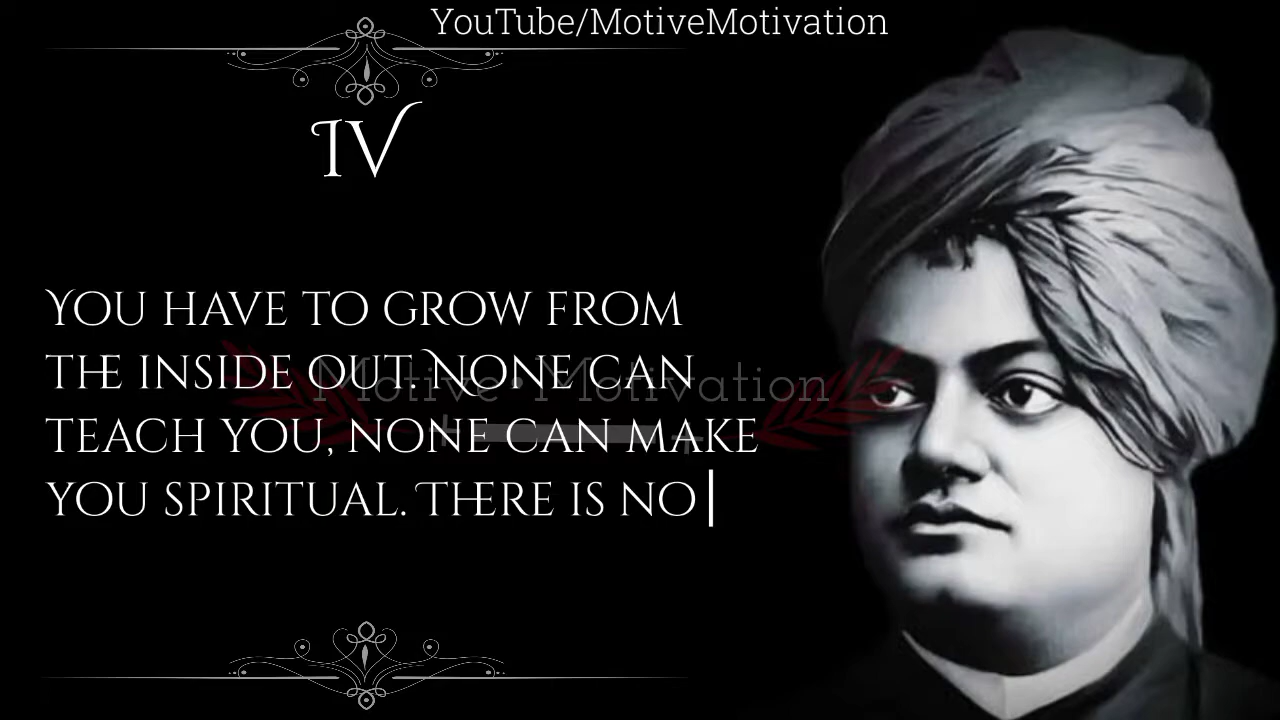 YouTube/MotiveMotivation
IV
You have to grow from
the inside out. None can
teach you, none can make
you spiritual. There is no
Motive Motivation